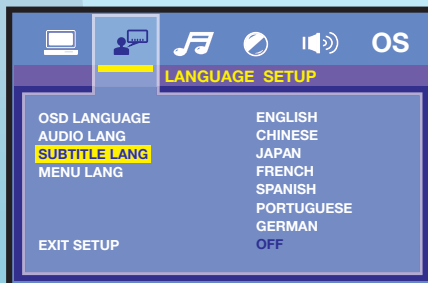 OS
LANGUAGE SETUP
OSD LANGUAGE
AUDIO LANG
SUBTITLE LANG
MENU LANG
EXIT SETUP
ENGLISH
CHINESE
JAPAN
FRENCH
SPANISH
PORTUGUESE
GERMAN
OFF